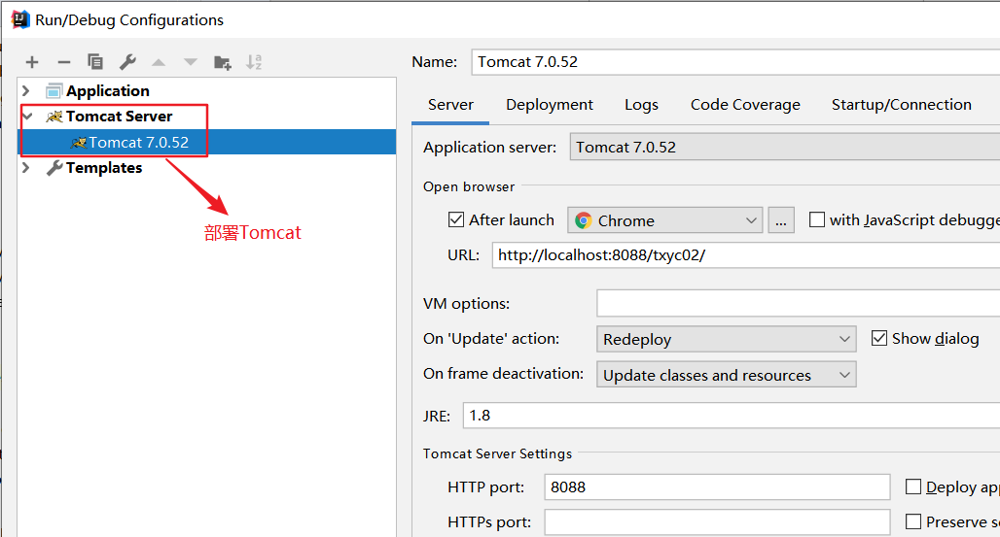 Run/Debug Configurations
Name: Tomcat 7.0.52
Application
Tomcat Server
Tomcat 7.0.52
Templates
部署Tomcat
Server Deployment Logs Code Coverage Startup/Connection
Application server: Tomcat 7.0.52
Open browser
After launch Chrome ... with JavaScript debugge
URL: http://localhost:8088/txyc02/
VM options:
On 'Update' action: Redeploy Show dialog
On frame deactivation: Update classes and resources
JRE: 1.8
Tomcat Server Settings
HTTP port: 8088 Deploy app
HTTPs port: Preserve se